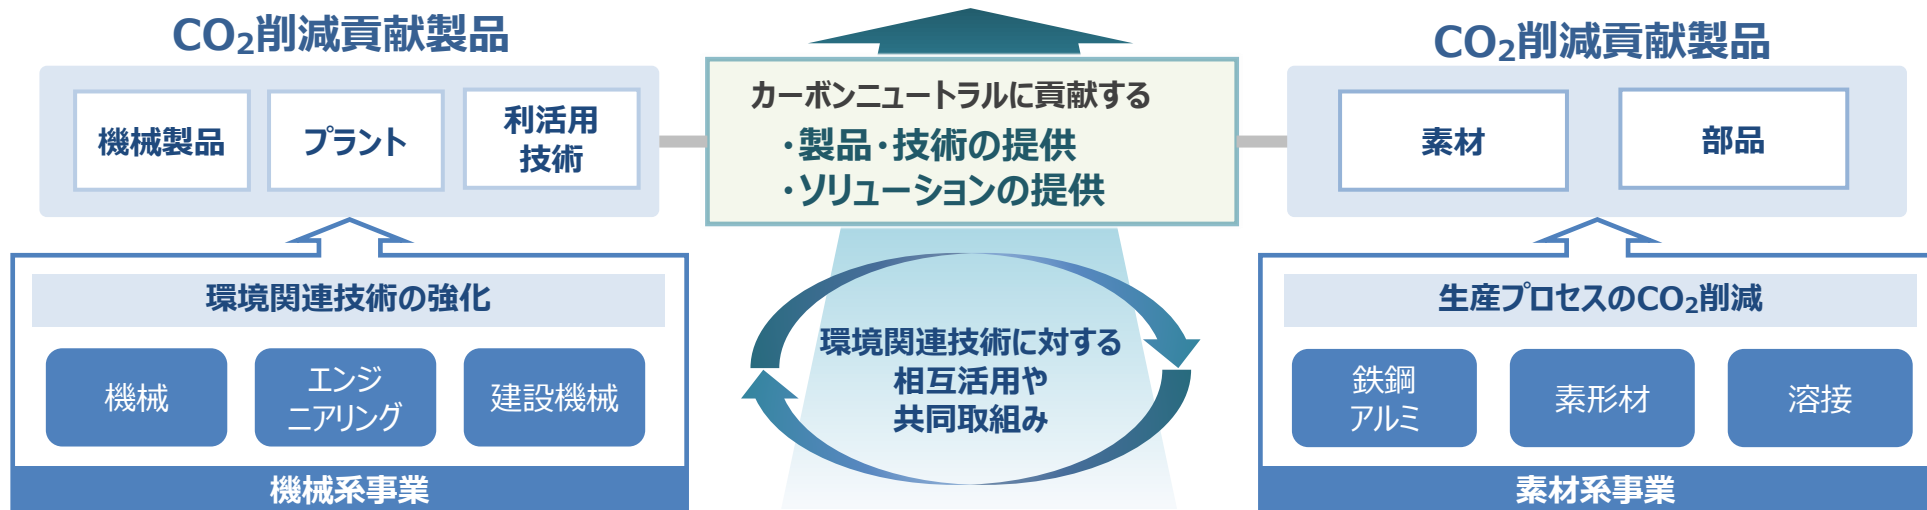 CO₂削減貢献製品
機械製品
プラント
利活用
技術
環境関連技術の強化
機械
エンジ
ニアリング
建設機械
機械系事業
カーボンニュートラルに貢献する
・製品・技術の提供
・ソリューションの提供
環境関連技術に対する
相互活用や
共同取組み
CO₂削減貢献製品
素材
部品
生産プロセスのCO₂削減
鉄鋼
アルミ
素形材
溶接
素材系事業